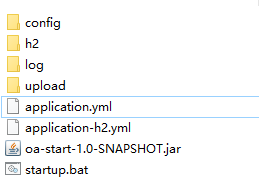 config
h2
log
upload
application.yml
application-h2.yml
oa-start-1.0-SNAPSHOT.jar
startup.bat